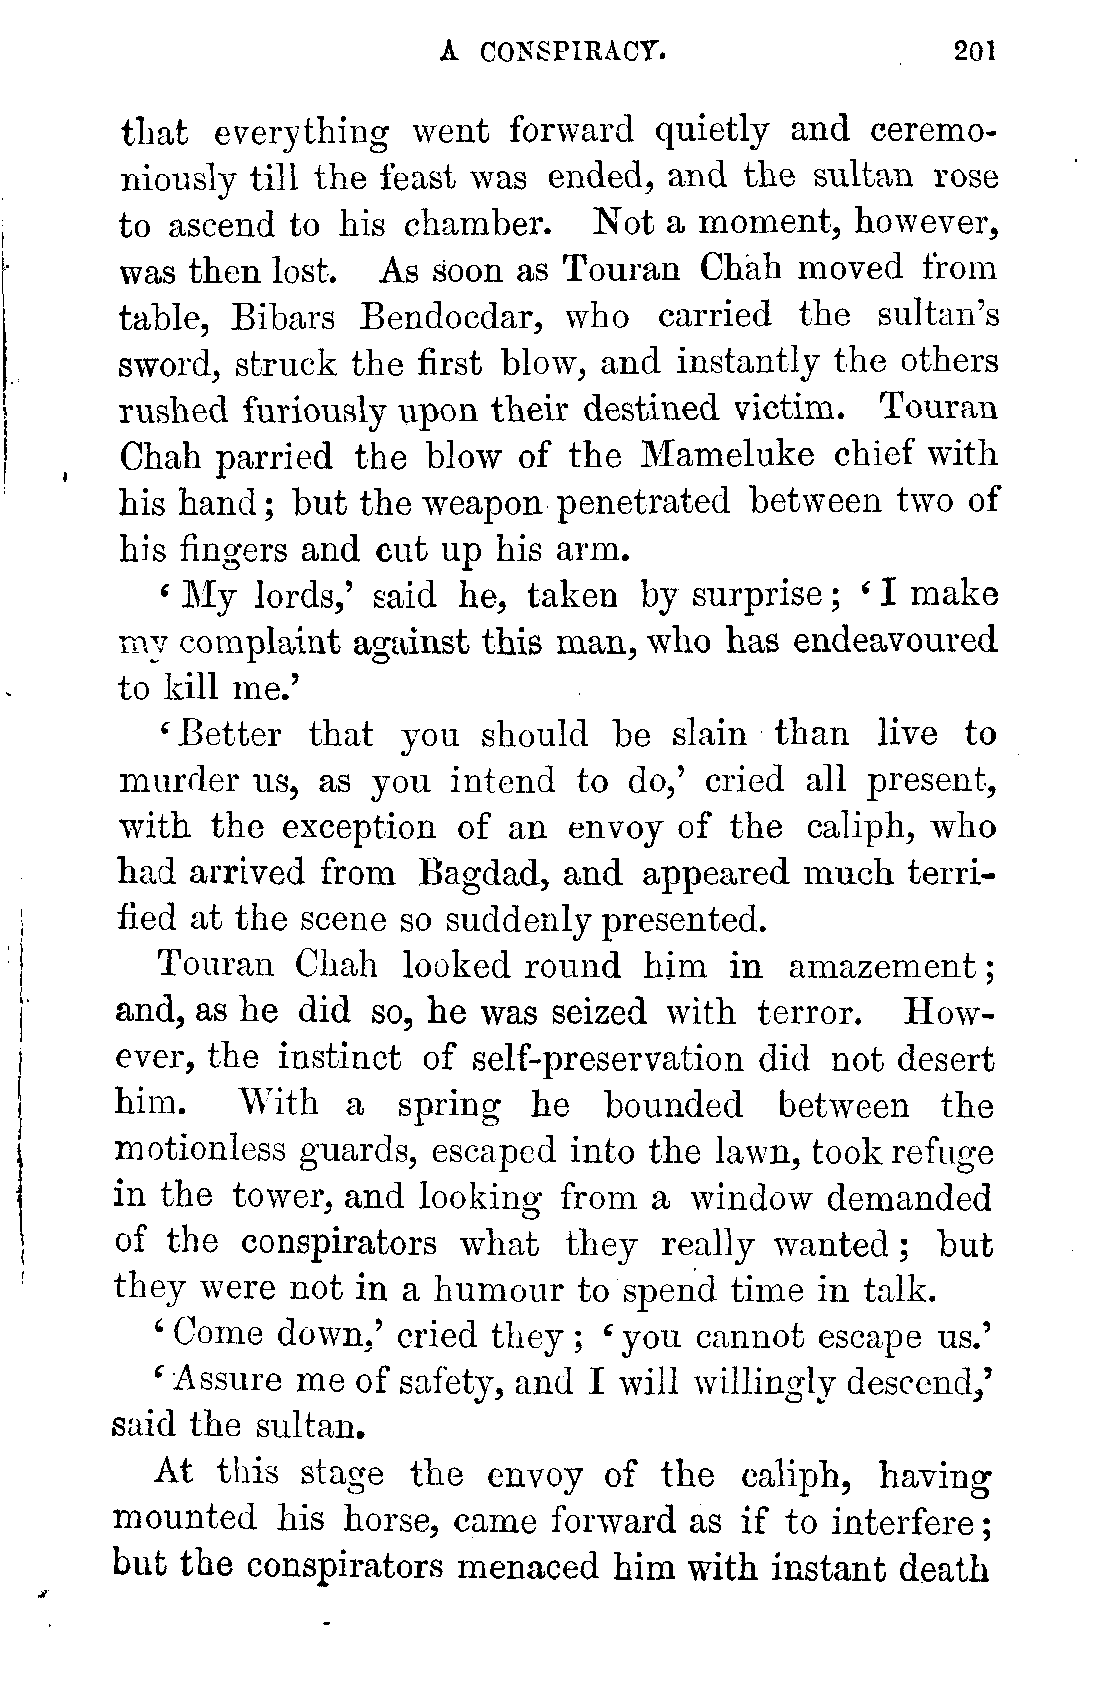 A CONSPIRACY. 201
that everything went forward quietly and ceremo-
niously till the feast was ended, and the sultan rose
to ascend to his chamber. Not a moment, however,
was then lost. As soon as Touran Chah moved from
table, Bibars Bendocdar, who carried the sultan's
sword, struck the first blow, and instantly the others
rushed furiously upon their destined victim. Touran
Chah parried the blow of the Mameluke chief with
his hand; but the weapon penetrated between two of
his fingers and cut up his arm.
‘My lords,’ said he, taken by surprise; ‘I make
my complaint against this man, who has endeavoured
to kill me.’
‘Better that you should be slain than live to
murder us, as you intend to do,’ cried all present,
with the exception of an envoy of the caliph, who
had arrived from Bagdad, and appeared much terri-
fied at the scene so suddenly presented.
Touran Chah looked round him in amazement;
and, as he did so, he was seized with terror. How-
ever, the instinct of self-preservation did not desert
him. With a spring he bounded between the
motionless guards, escaped into the lawn, took refuge
in the tower, and looking from a window demanded
of the conspirators what they really wanted; but
they were not in a humour to spend time in talk.
‘Come down,’ cried they; ‘you cannot escape us.’
‘Assure me of safety, and I will willingly descend,’
said the sultan.
At this stage the envoy of the caliph, having
mounted his horse, came forward as if to interfere;
but the conspirators menaced him with instant death